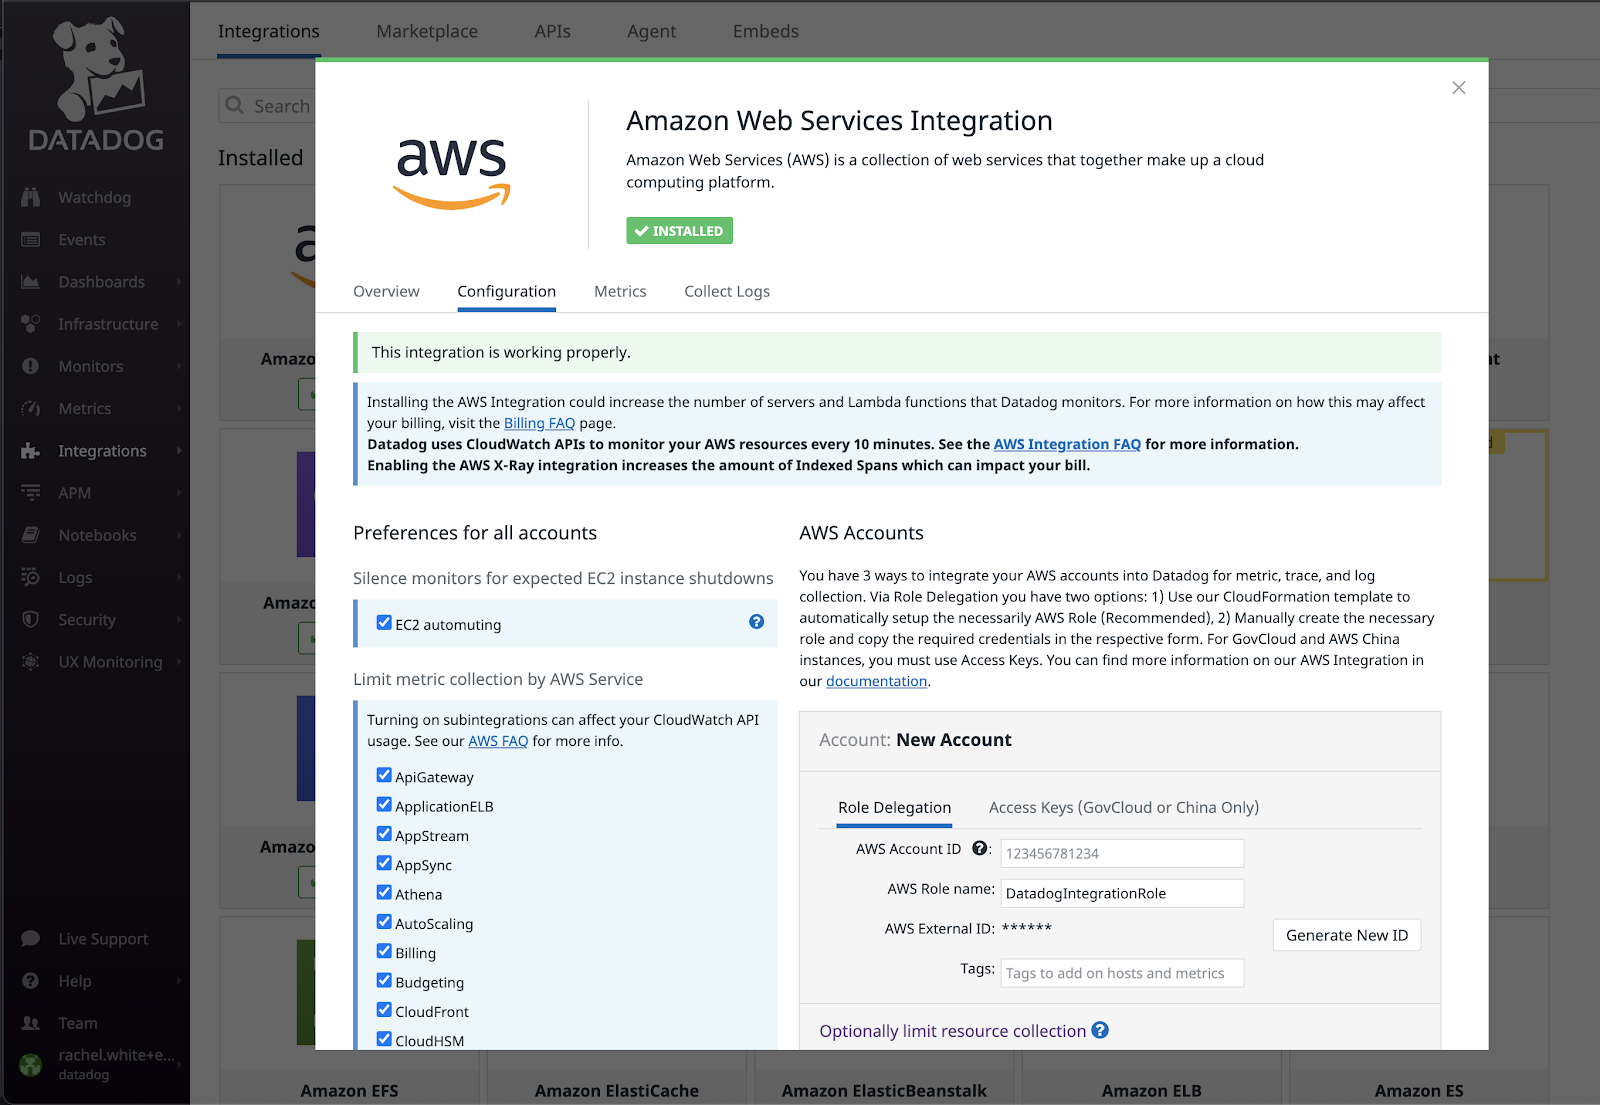 DATADOG
Watchdog
Events
Dashboards
Infrastructure
Monitors
Metrics
Integrations
APM
Notebooks
Logs
Security
UX Monitoring
Live Support
Help
Team
rachel.white+e...
datadog
Integrations
Marketplace
APIs
Agent
Embeds
Search
Installed
aws
Amazon Web Services Integration
Amazon Web Services (AWS) is a collection of web services that together make up a cloud
computing platform.
INSTALLED
Overview
Configuration
Metrics
Collect Logs
This integration is working properly.
Installing the AWS Integration could increase the number of servers and Lambda functions that Datadog monitors. For more information on how this may affect
your billing, visit the Billing FAQ page.
Datadog uses CloudWatch APIs to monitor your AWS resources every 10 minutes. See the AWS Integration FAQ for more information.
Enabling the AWS X-Ray integration increases the amount of Indexed Spans which can impact your bill.
Preferences for all accounts
Silence monitors for expected EC2 instance shutdowns
EC2 automuting
Limit metric collection by AWS Service
Turning on subintegrations can affect your CloudWatch API
usage. See our AWS FAQ for more info.
ApiGateway
ApplicationELB
AppStream
AppSync
Athena
AutoScaling
Billing
Budgeting
CloudFront
CloudHSM
AWS Accounts
You have 3 ways to integrate your AWS accounts into Datadog for metric, trace, and log
collection. Via Role Delegation you have two options: 1) Use our CloudFormation template to
automatically setup the necessarily AWS Role (Recommended), 2) Manually create the necessary
role and copy the required credentials in the respective form. For GovCloud and AWS China
instances, you must use Access Keys. You can find more information on our AWS Integration in
our documentation.
Account: New Account
Role Delegation
Access Keys (GovCloud or China Only)
AWS Account ID ?: 123456781234
AWS Role name: DatadogIntegrationRole
AWS External ID: ******
Generate New ID
Tags: Tags to add on hosts and metrics
Optionally limit resource collection ?
Amazon EFS
Amazon ElastiCache
Amazon ElasticBeanstalk
Amazon ELB
Amazon ES